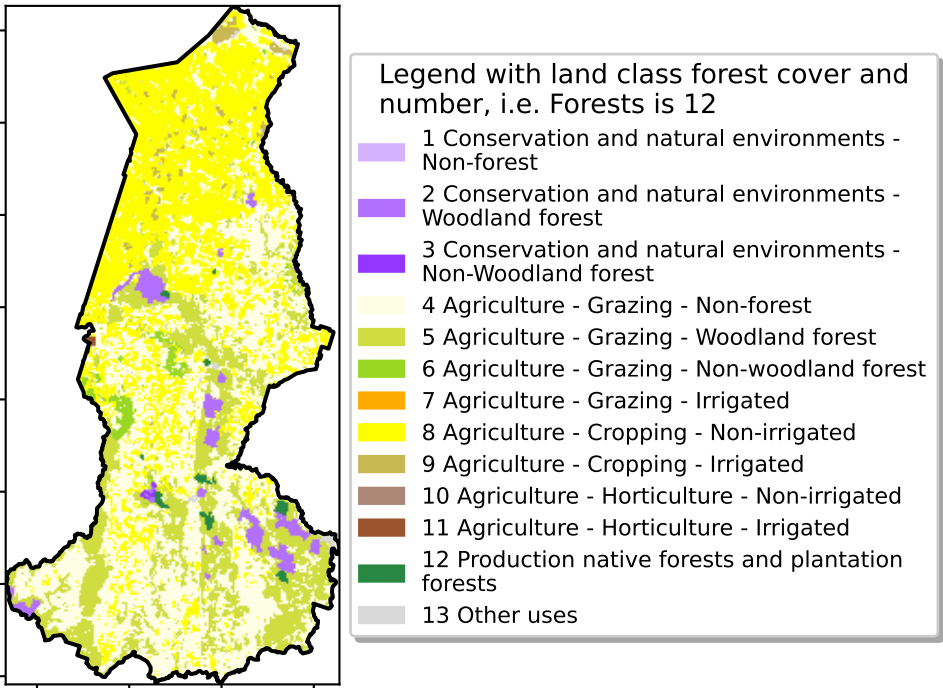 Legend with land class forest cover and
number, i.e. Forests is 12
1 Conservation and natural environments -
Non-forest
2 Conservation and natural environments -
Woodland forest
3 Conservation and natural environments -
Non-Woodland forest
4 Agriculture - Grazing - Non-forest
5 Agriculture - Grazing - Woodland forest
6 Agriculture - Grazing - Non-woodland forest
7 Agriculture - Grazing - Irrigated
8 Agriculture - Cropping - Non-irrigated
9 Agriculture - Cropping - Irrigated
10 Agriculture - Horticulture - Non-irrigated
11 Agriculture - Horticulture - Irrigated
12 Production native forests and plantation
forests
13 Other uses